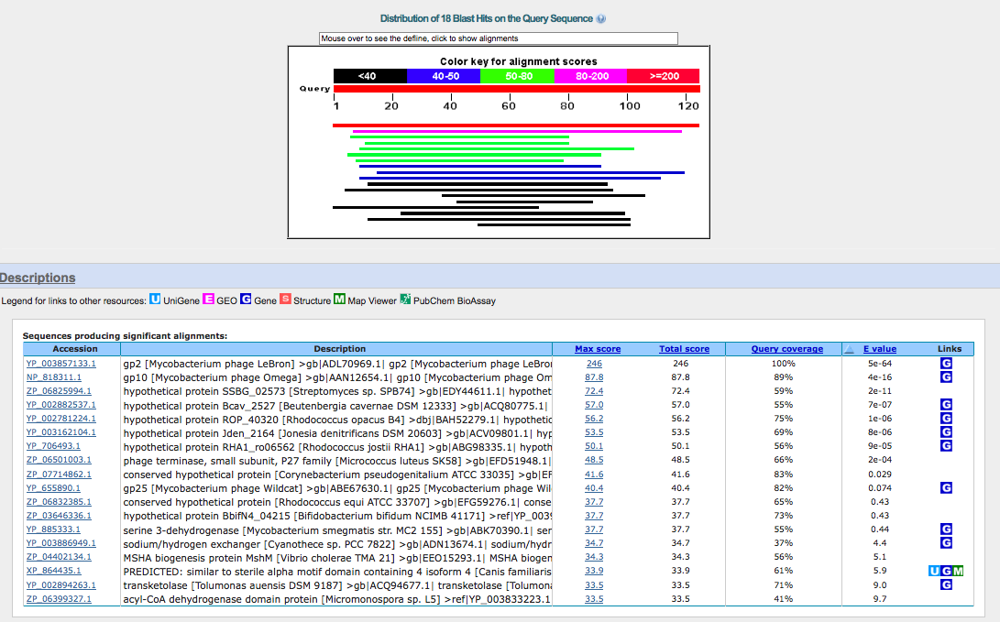 Distribution of 18 Blast Hits on the Query Sequence ?
Mouse over to see the defline, click to show alignments
Color key for alignment scores
<40 40-50 50-80 80-200 >=200
Query
1 20 40 60 80 100 120
Descriptions
Legend for links to other resources: U UniGene E GEO G Gene S Structure M Map Viewer PubChem BioAssay
Sequences producing significant alignments:
Accession Description Max score Total score Query coverage E value Links
YP_003857133.1 gp2 [Mycobacterium phage LeBron] >gb|ADL70969.1| gp2 [Mycobacterium phage LeBro 246 246 100% 5e-64 G
NP_818311.1 gp10 [Mycobacterium phage Omega] >gb|AAN12654.1| gp10 [Mycobacterium phage Om 87.8 87.8 89% 4e-16 G
ZP_06825994.1 hypothetical protein SSBG_02573 [Streptomyces sp. SPB74] >gb|EDY44611.1| hypothet 72.4 72.4 59% 2e-11
YP_002882537.1 hypothetical protein Bcav_2527 [Beutenbergia cavernae DSM 12333] >gb|ACQ80775.1| 57.0 57.0 55% 7e-07 G
YP_002781224.1 hypothetical protein ROP_40320 [Rhodococcus opacus B4] >dbj|BAH52279.1| hypothetic 56.2 56.2 75% 1e-06 G
YP_003162104.1 hypothetical protein Jden_2164 [Jonesia denitrificans DSM 20603] >gb|ACV09801.1| hyp 53.5 53.5 69% 8e-06 G
YP_706493.1 hypothetical protein RHA1_ro06562 [Rhodococcus jostii RHA1] >gb|ABG98335.1| hypoth 50.1 50.1 56% 9e-05 G
ZP_06501003.1 phage terminase, small subunit, P27 family [Micrococcus luteus SK58] >gb|EFD51948.1| 48.5 48.5 66% 2e-04
ZP_07714862.1 conserved hypothetical protein [Corynebacterium pseudogenitalium ATCC 33035] >gb|EF 41.6 41.6 83% 0.029
YP_655890.1 gp25 [Mycobacterium phage Wildcat] >gb|ABE67630.1| gp25 [Mycobacterium phage Wil 40.4 40.4 82% 0.074 G
ZP_06832385.1 conserved hypothetical protein [Rhodococcus equi ATCC 33707] >gb|EFG59276.1| conse 37.7 37.7 65% 0.43
ZP_03646336.1 hypothetical protein BbifN4_04215 [Bifidobacterium bifidum NCIMB 41171] >ref|YP_003 37.7 37.7 73% 0.43
YP_885333.1 serine 3-dehydrogenase [Mycobacterium smegmatis str. MC2 155] >gb|ABK70390.1| ser 37.7 37.7 55% 0.44 G
YP_003886949.1 sodium/hydrogen exchanger [Cyanothece sp. PCC 7822] >gb|ADN13674.1| sodium/hydr 34.7 34.7 37% 4.4 G
ZP_04402134.1 MSHA biogenesis protein MshM [Vibrio cholerae TMA 21] >gb|EEO15293.1| MSHA biogen 34.3 34.3 56% 5.1
XP_864435.1 PREDICTED: similar to sterile alpha motif domain containing 4 isoform 4 [Canis familiaris 33.9 33.9 61% 5.9 U G M
YP_002894263.1 transketolase [Tolumonas auensis DSM 9187] >gb|ACQ94677.1| transketolase [Tolumona 33.5 33.5 71% 9.0 G
ZP_06399327.1 acyl-CoA dehydrogenase domain protein [Micromonospora sp. L5] >ref|YP_003833223.1 33.5 33.5 41% 9.7